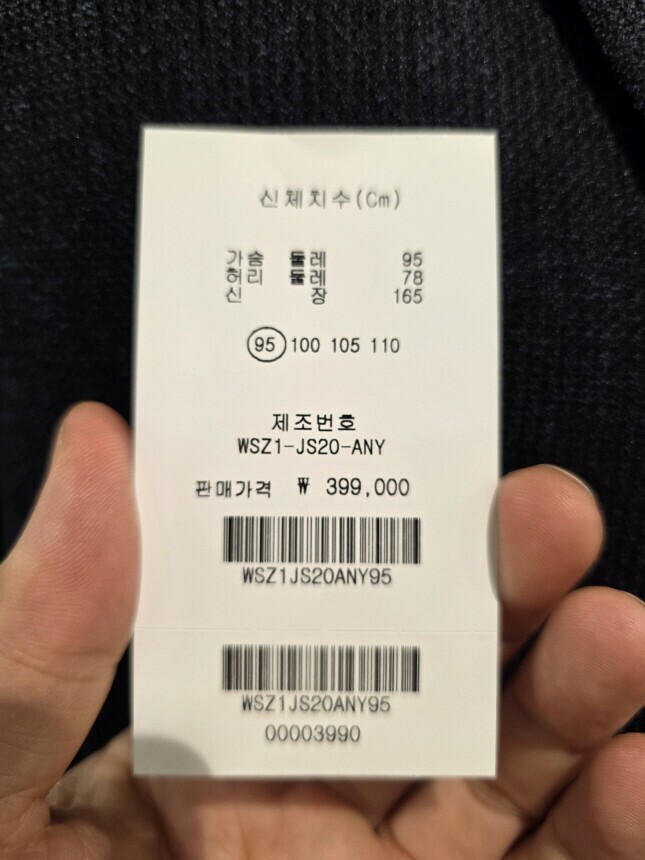 신체치수(Cm)
가슴 둘레 95
허리 둘레 78
신 장 165
95 100 105 110
제조번호
WSZ1-JS20-ANY
판매가격 ₩ 399,000
WSZ1JS20ANY95
WSZ1JS20ANY95
00003990